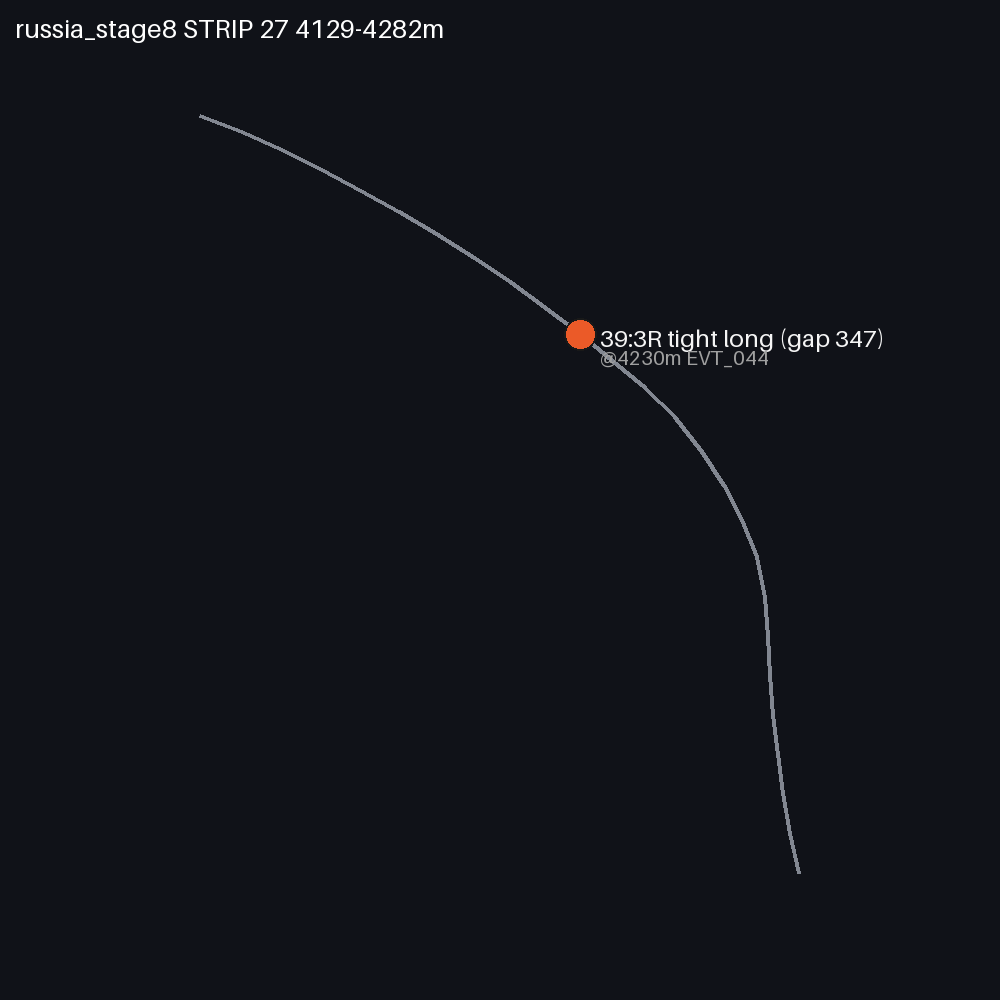 russia_stage8 STRIP 27 4129-4282m
39:3R tight long (gap 347)
@4230m EVT_044